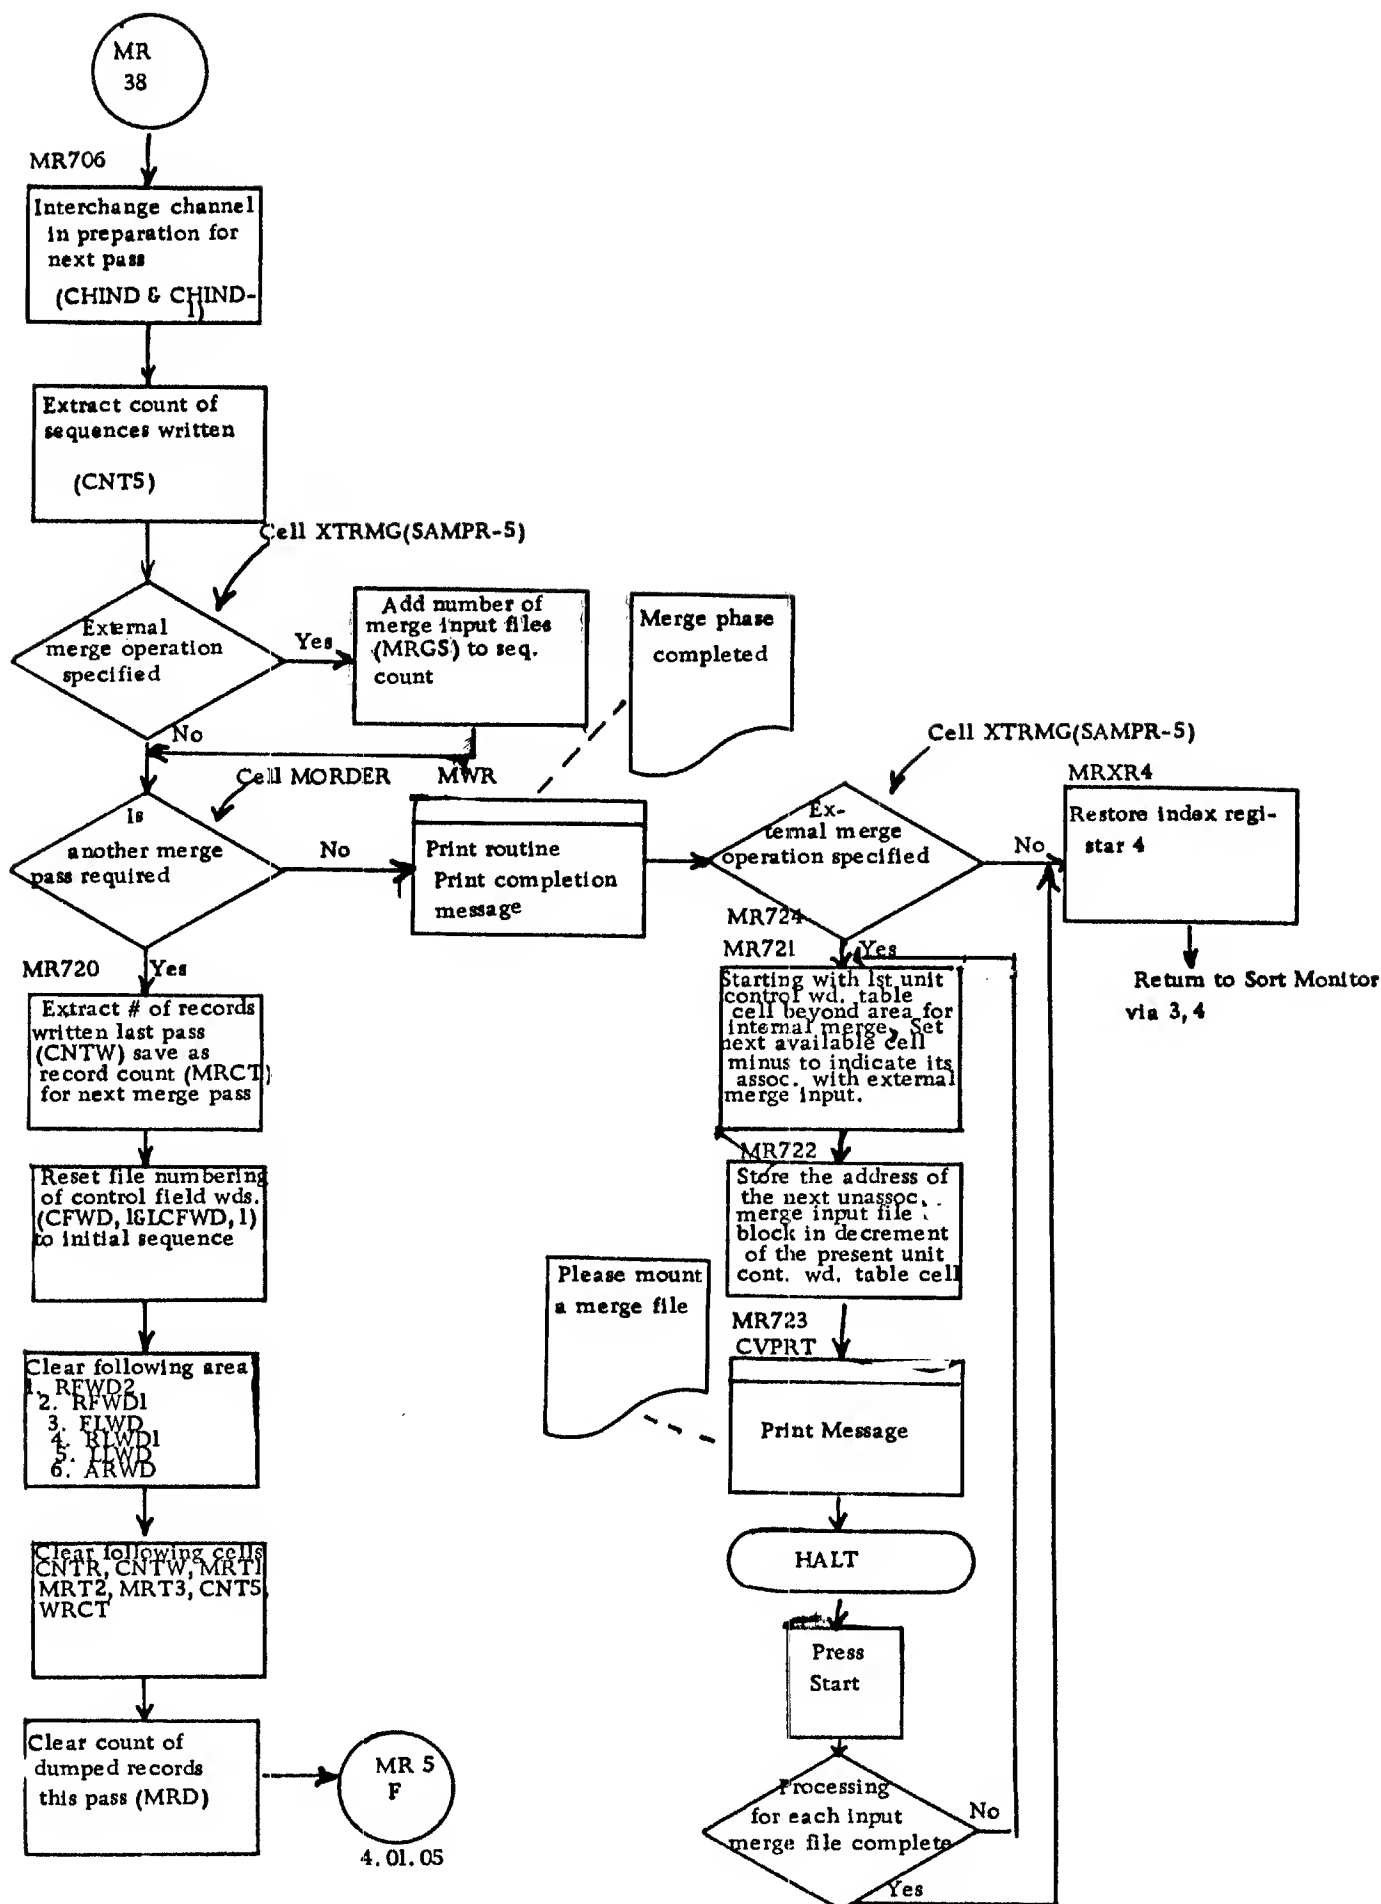 MR
38
MR706
Interchange channel
in preparation for
next pass
(CHIND & CHIND-
1)
Extract count of
sequences written
(CNT5)
Cell XTRMG(SAMPR-5)
External
merge operation
specified
Yes
No
Add number of
merge input files
(MRGS) to seq.
count
Merge phase
completed
Cell MORDER
Is
another merge
pass required
No
Yes
MWR
Print routine
Print completion
message
Cell XTRMG(SAMPR-5)
Ex-
ternal merge
operation specified
No
Yes
MRXR4
Restore index regi-
star 4
Return to Sort Monitor
via 3, 4
MR720
Extract # of records
written last pass
(CNTW) save as
record count (MRCT)
for next merge pass
Reset file numbering
of control field wds.
(CFWD, 1&LCFWD, 1)
to initial sequence
Clear following area
1. RFWD2
2. RFWD1
3. FLWD
4. RLWD1
5. LLWD
6. ARWD
Clear following cells
CNTR, CNTW, MRT1
MRT2, MRT3, CNT5,
WRCT
Clear count of
dumped records
this pass (MRD)
MR 5
F
4.01.05
MR724
MR721
Starting with 1st unit
control wd. table
cell beyond area for
internal merge, Set
next available cell
minus to indicate its
assoc. with external
merge input.
MR722
Store the address of
the next unassoc.
merge input file
block in decrement
of the present unit
cont. wd. table cell
Please mount
a merge file
MR723
CVPRT
Print Message
HALT
Press
Start
Processing
for each input
merge file complete
No
Yes